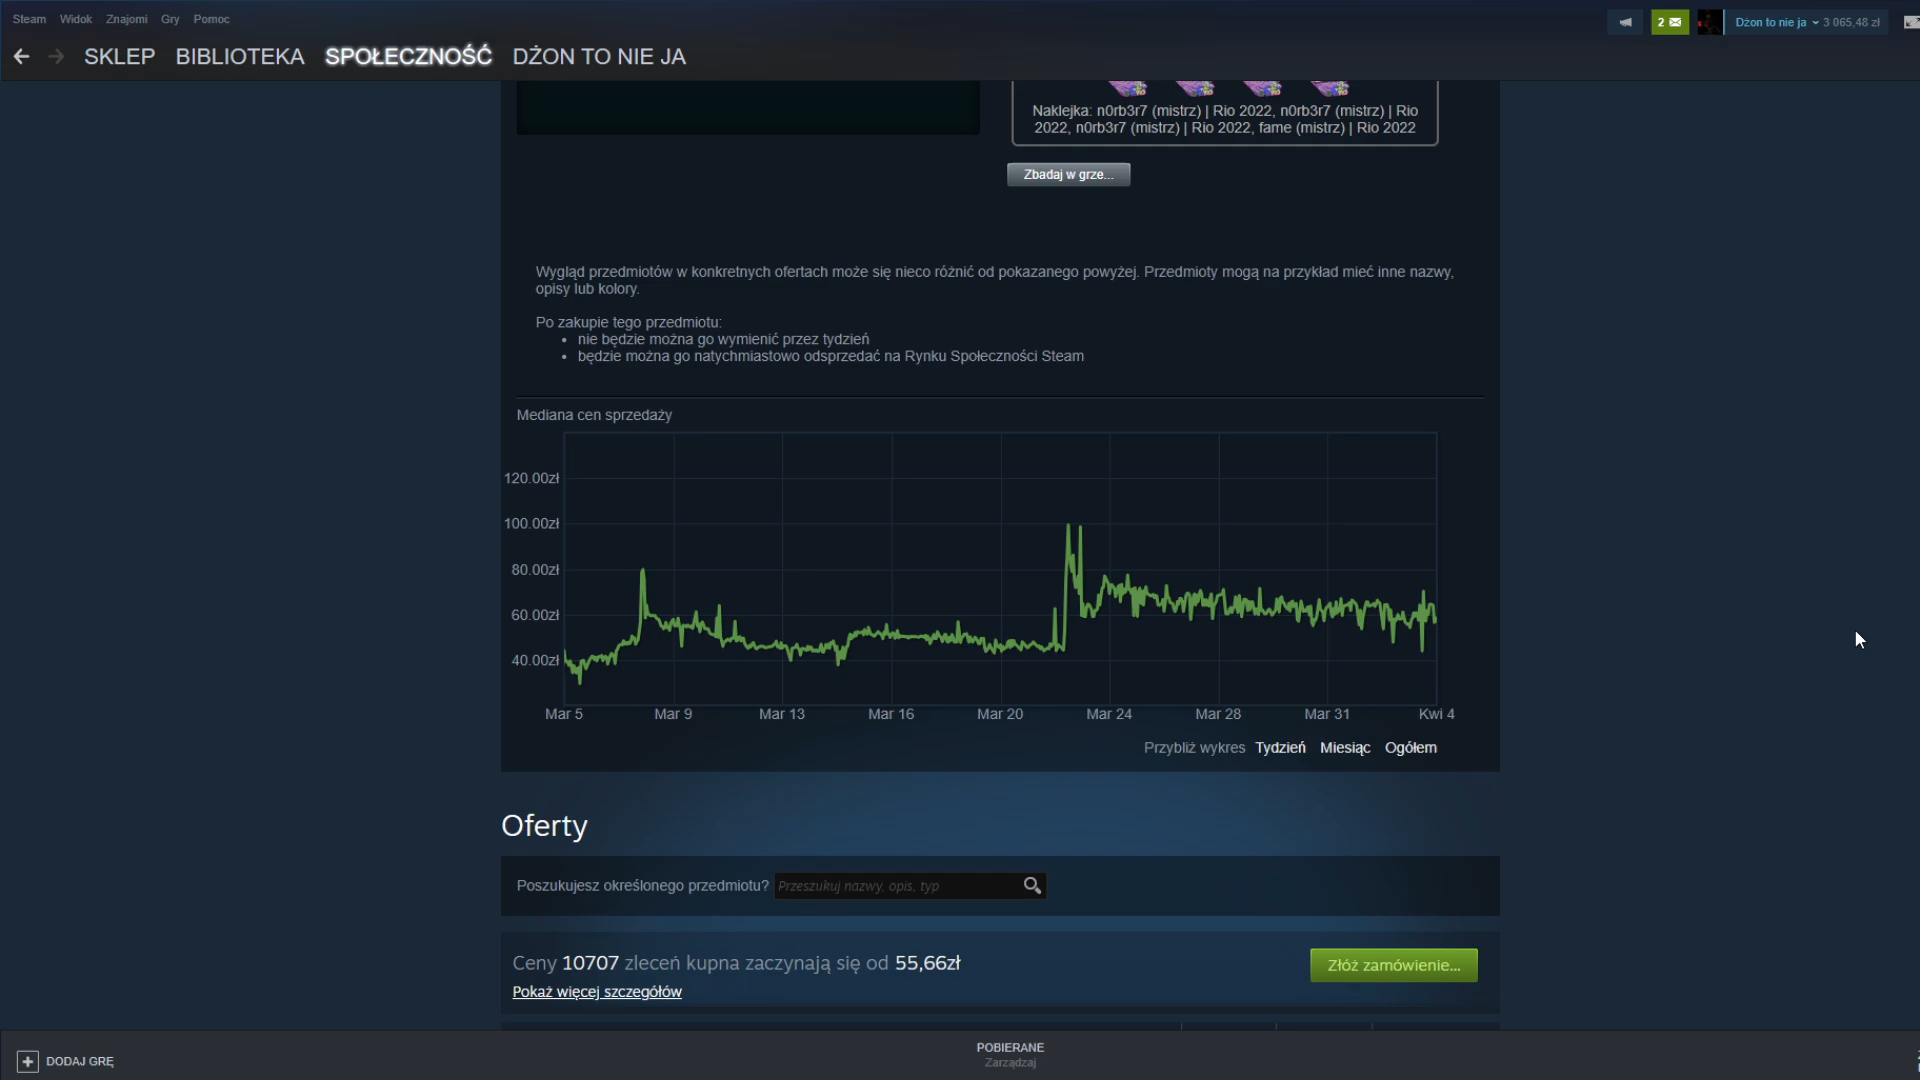 Steam Widok Znajomi Gry Pomoc
2
Dżon to nie ja 3 065,48 zł
SKLEP BIBLIOTEKA SPOŁECZNOŚĆ DŻON TO NIE JA
Naklejka: n0rb3r7 (mistrz) | Rio 2022, n0rb3r7 (mistrz) | Rio
2022, n0rb3r7 (mistrz) | Rio 2022, fame (mistrz) | Rio 2022
Zbadaj w grze...
Wygląd przedmiotów w konkretnych ofertach może się nieco różnić od pokazanego powyżej. Przedmioty mogą na przykład mieć inne nazwy,
opisy lub kolory.
Po zakupie tego przedmiotu:
• nie będzie można go wymienić przez tydzień
• będzie można go natychmiastowo odsprzedać na Rynku Społeczności Steam
Mediana cen sprzedaży
120.00zł
100.00zł
80.00zł
60.00zł
40.00zł
Mar 5 Mar 9 Mar 13 Mar 16 Mar 20 Mar 24 Mar 28 Mar 31 Kwi 4
Przybliż wykres Tydzień Miesiąc Ogółem
Oferty
Poszukujesz określonego przedmiotu? Przeszukuj nazwy, opis, typ
Ceny 10707 zleceń kupna zaczynają się od 55,66zł
Złóż zamówienie...
Pokaż więcej szczegółów
DODAJ GRĘ
POBIERANE
Zarządzaj